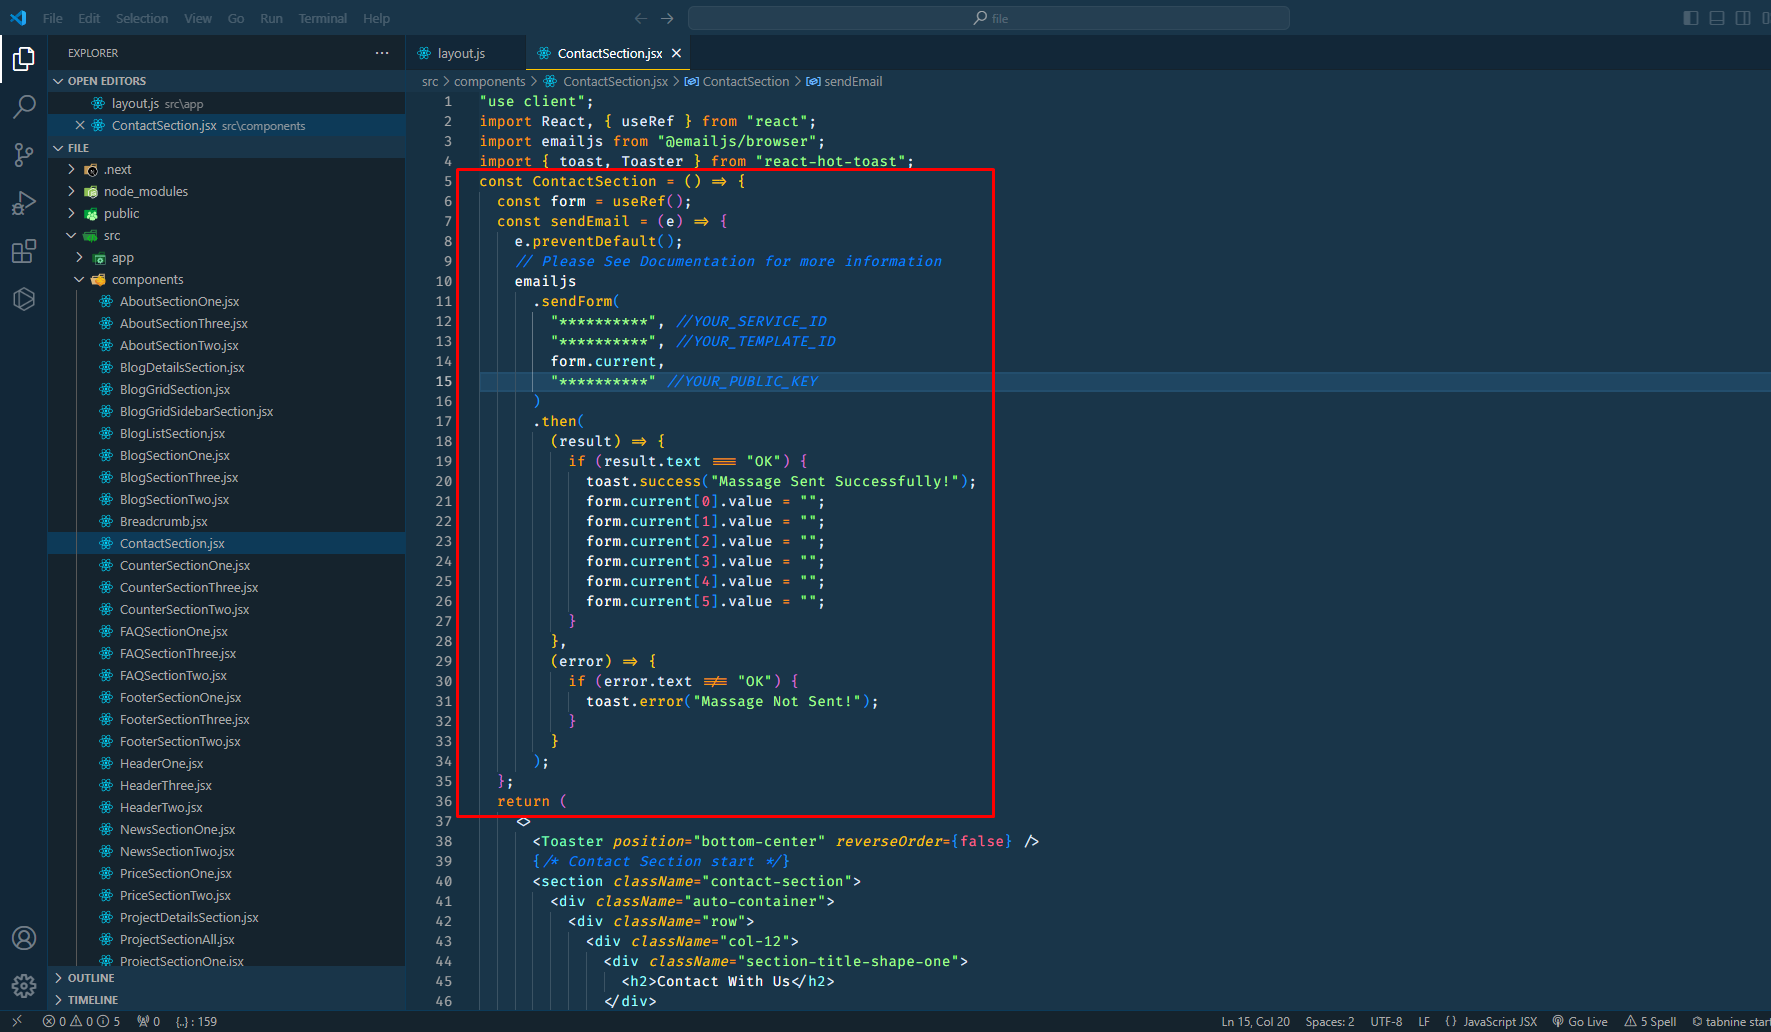 File Edit Selection View Go Run Terminal Help
file
EXPLORER
OPEN EDITORS
layout.js src\app
ContactSection.jsx src\components
FILE
.next
node_modules
public
src
app
components
AboutSectionOne.jsx
AboutSectionThree.jsx
AboutSectionTwo.jsx
BlogDetailsSection.jsx
BlogGridSection.jsx
BlogGridSidebarSection.jsx
BlogListSection.jsx
BlogSectionOne.jsx
BlogSectionThree.jsx
BlogSectionTwo.jsx
Breadcrumb.jsx
ContactSection.jsx
CounterSectionOne.jsx
CounterSectionThree.jsx
CounterSectionTwo.jsx
FAQSectionOne.jsx
FAQSectionThree.jsx
FAQSectionTwo.jsx
FooterSectionOne.jsx
FooterSectionThree.jsx
FooterSectionTwo.jsx
HeaderOne.jsx
HeaderThree.jsx
HeaderTwo.jsx
NewsSectionOne.jsx
NewsSectionTwo.jsx
PriceSectionOne.jsx
PriceSectionTwo.jsx
ProjectDetailsSection.jsx
ProjectSectionAll.jsx
ProjectSectionOne.jsx
OUTLINE
TIMELINE
layout.js
ContactSection.jsx
src > components > ContactSection.jsx > ContactSection > sendEmail
1 "use client";
2 import React, { useRef } from "react";
3 import emailjs from "@emailjs/browser";
4 import { toast, Toaster } from "react-hot-toast";
5 const ContactSection = () => {
6 const form = useRef();
7 const sendEmail = (e) => {
8 e.preventDefault();
9 // Please See Documentation for more information
10 emailjs
11 .sendForm(
12 "**********", //YOUR_SERVICE_ID
13 "**********", //YOUR_TEMPLATE_ID
14 form.current,
15 "**********" //YOUR_PUBLIC_KEY
16 )
17 .then(
18 (result) => {
19 if (result.text === "OK") {
20 toast.success("Massage Sent Successfully!");
21 form.current[0].value = "";
22 form.current[1].value = "";
23 form.current[2].value = "";
24 form.current[3].value = "";
25 form.current[4].value = "";
26 form.current[5].value = "";
27 }
28 },
29 (error) => {
30 if (error.text !== "OK") {
31 toast.error("Massage Not Sent!");
32 }
33 }
34 );
35 };
36 return (
37 <>
38 <Toaster position="bottom-center" reverseOrder={false} />
39 {/* Contact Section start */}
40 <section className="contact-section">
41 <div className="auto-container">
42 <div className="row">
43 <div className="col-12">
44 <div className="section-title-shape-one">
45 <h2>Contact With Us</h2>
46 </div>
0 0 5
0
{..} : 159
Ln 15, Col 20
Spaces: 2
UTF-8
LF
{} JavaScript JSX
Go Live
5 Spell
tabnine start